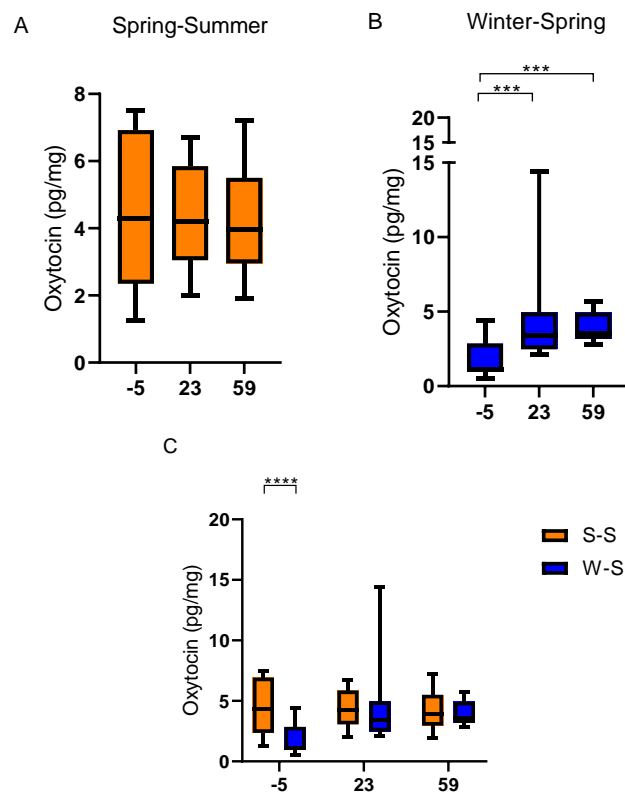 A
Spring-Summer
B
Winter-Spring
Oxytocin (pg/mg)
8
6
4
2
0
-5 23 59
***
***
Oxytocin (pg/mg)
20
15
15
10
5
0
-5 23 59
C
****
Oxytocin (pg/mg)
20
15
10
5
0
-5 23 59
S-S
W-S